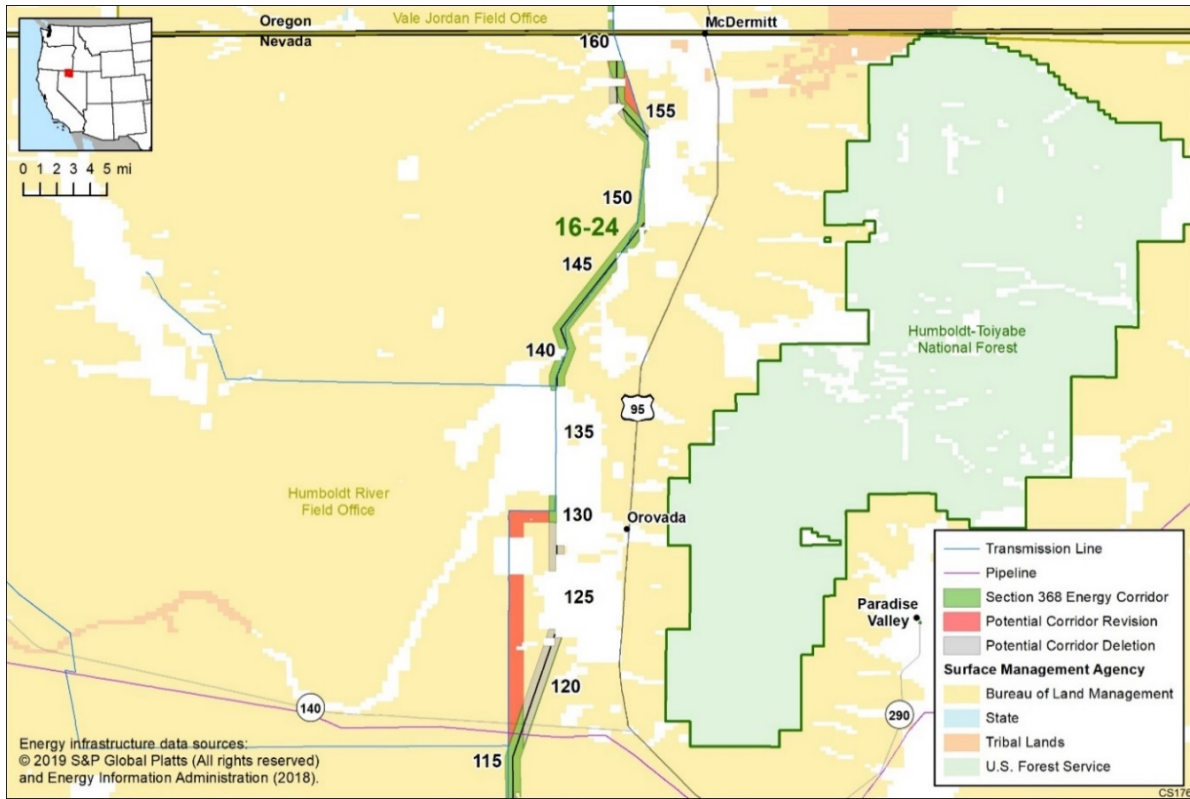 Oregon
Nevada
Vale Jordan Field Office
McDermitt
160
155
0 1 2 3 4 5 mi
150
16-24
145
Humboldt-Toiyabe
National Forest
140
95
135
Humboldt River
Field Office
130
Orovada
125
Paradise
Valley
120
140
290
115
Transmission Line
Pipeline
Section 368 Energy Corridor
Potential Corridor Revision
Potential Corridor Deletion
Surface Management Agency
Bureau of Land Management
State
Tribal Lands
U.S. Forest Service
Energy infrastructure data sources:
© 2019 S&P Global Platts (All rights reserved)
and Energy Information Administration (2018).
CS176